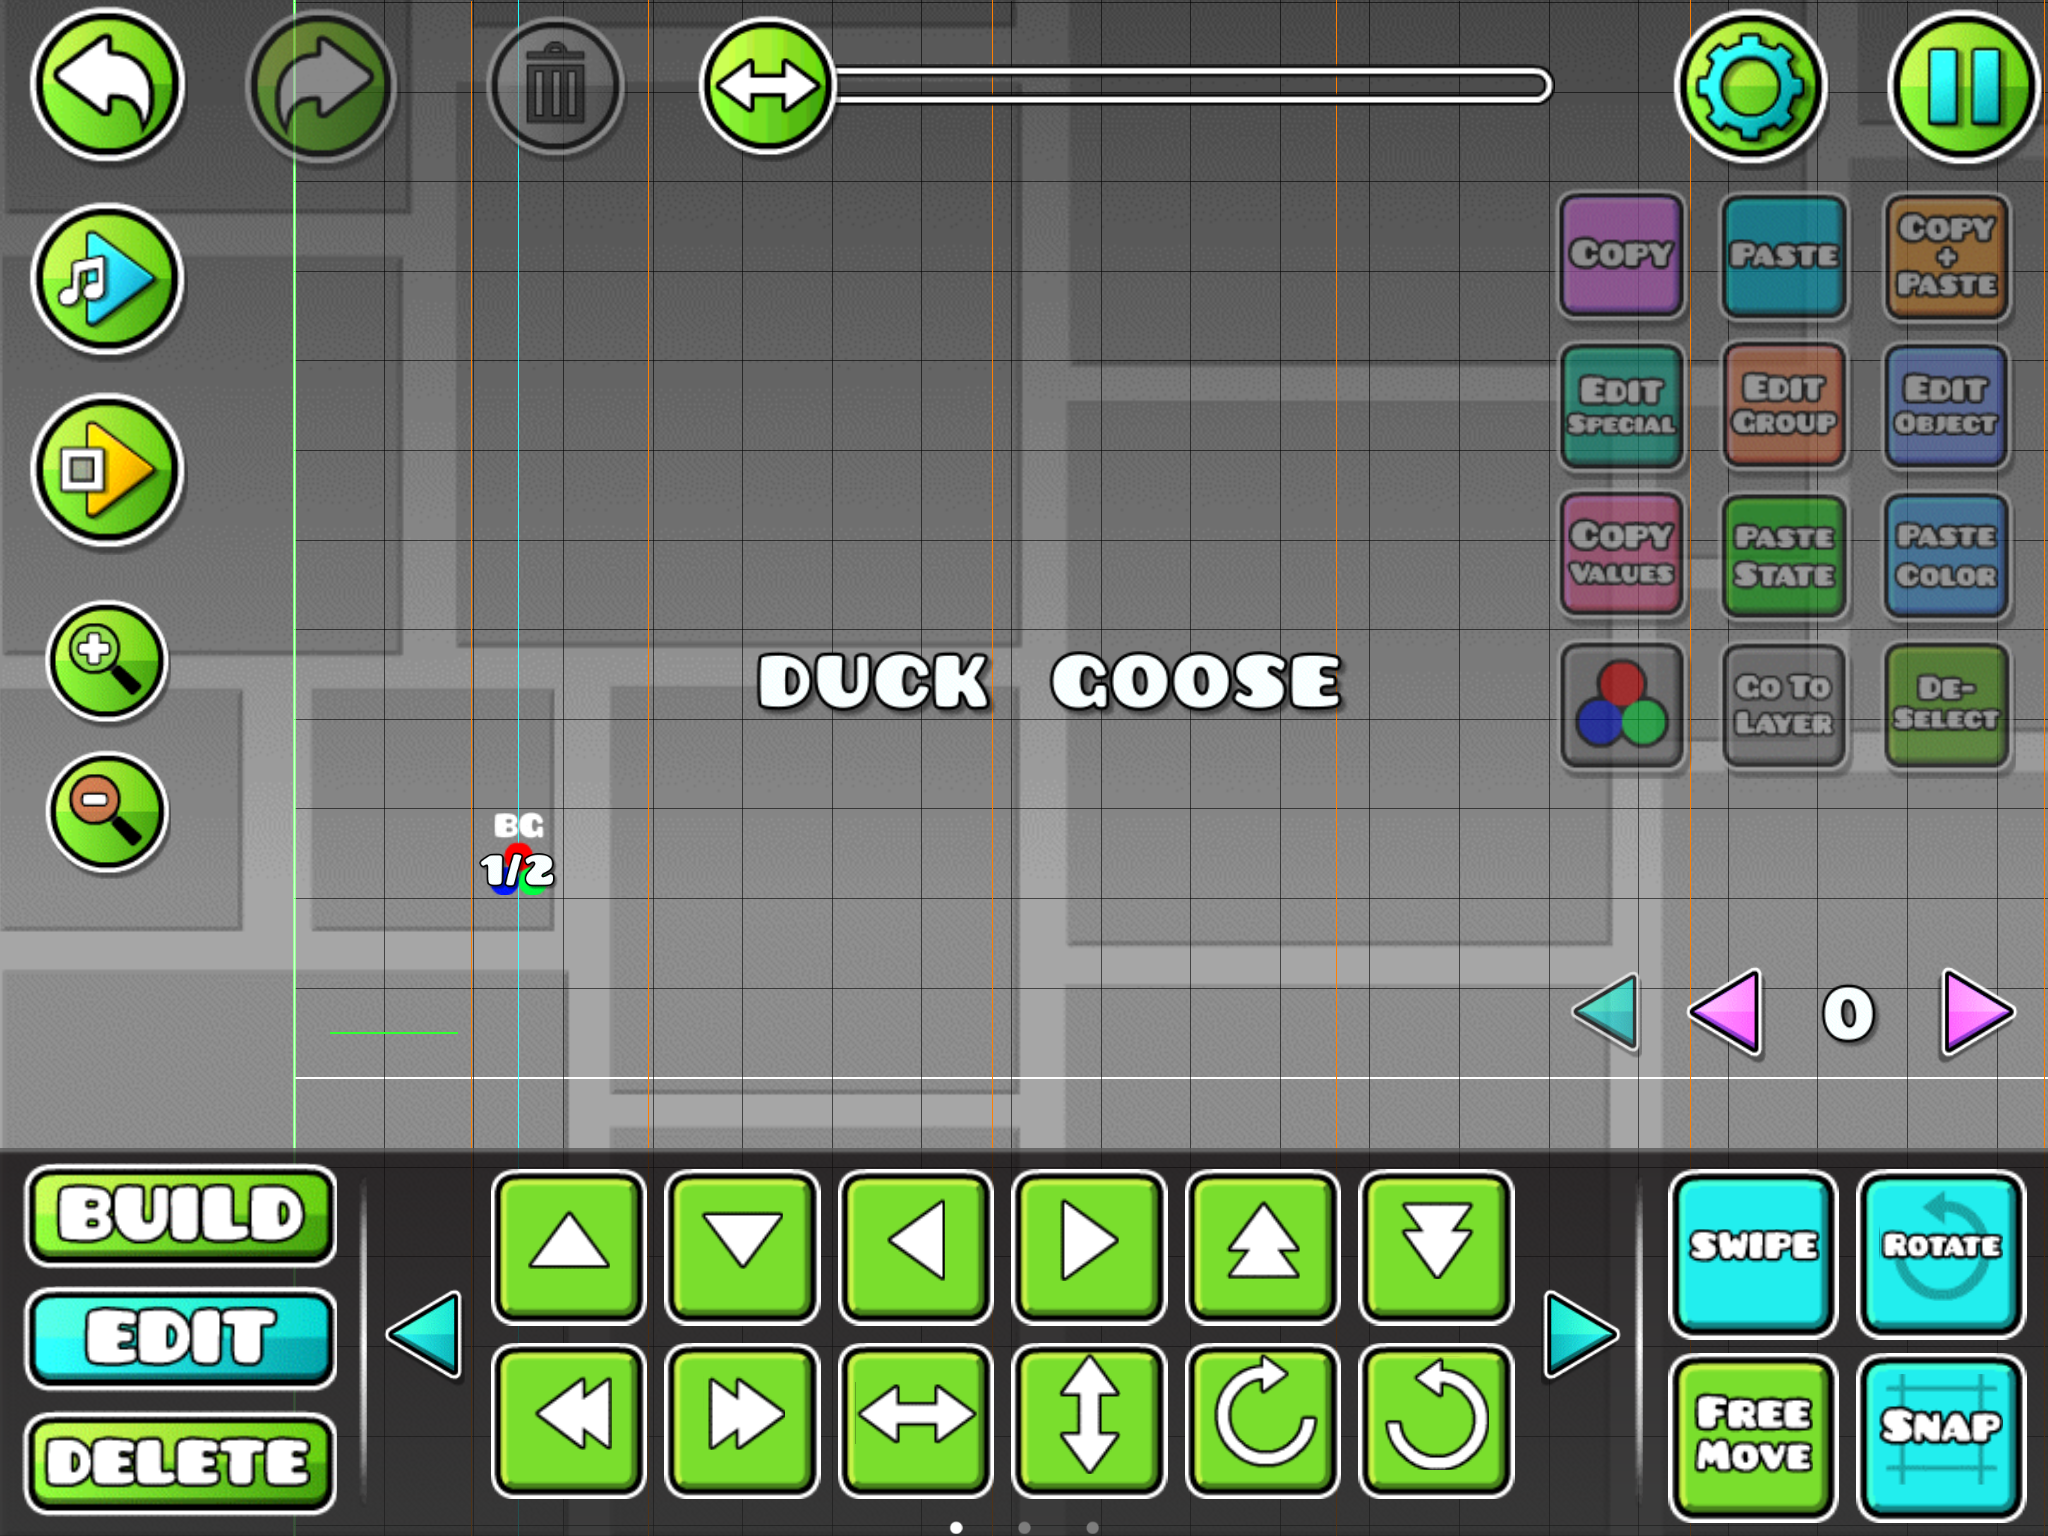 COPY
PASTE
COPY
+
PASTE
EDIT
SPECIAL
EDIT
GROUP
EDIT
OBJECT
COPY
VALUES
PASTE
STATE
PASTE
COLOR
DUCK GOOSE
GO TO
LAYER
DE-
SELECT
BG
1/2
0
BUILD
EDIT
DELETE
SWIPE
ROTATE
FREE
MOVE
SNAP